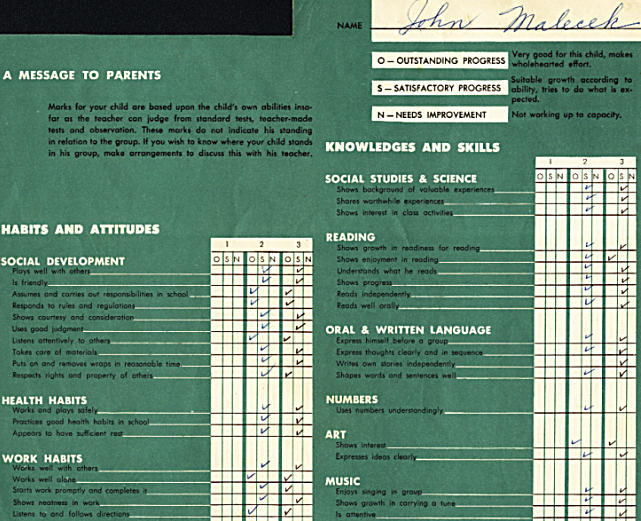 NAME John Malecek
O — OUTSTANDING PROGRESS Very good for this child, makes wholehearted effort.
S — SATISFACTORY PROGRESS Suitable growth according to ability, tries to do what is expected.
N — NEEDS IMPROVEMENT Not working up to capacity.
A MESSAGE TO PARENTS
Marks for your child are based upon the child's own abilities inso-
far as the teacher can judge from standard tests, teacher-made
tests and observation. These marks do not indicate his standing
in relation to the group. If you wish to know where your child stands
in his group, make arrangements to discuss this with his teacher.
HABITS AND ATTITUDES
1 2 3
SOCIAL DEVELOPMENT O S N O S N O S N
Plays well with others
Is friendly
Assumes and carries out responsibilities in school
Responds to rules and regulations
Shows courtesy and consideration
Uses good judgment
Listens attentively to others
Takes care of materials
Puts on and removes wraps in reasonable time
Respects rights and property of others
HEALTH HABITS
Works and plays safely
Practices good health habits in school
Appears to have sufficient rest
WORK HABITS
Works well with others
Works well alone
Starts work promptly and completes it
Shows neatness in work
Listens to and follows directions
KNOWLEDGES AND SKILLS
1 2 3
SOCIAL STUDIES & SCIENCE O S N O S N O S N
Shows background of valuable experiences
Shares worthwhile experiences
Shows interest in class activities
READING
Shows growth in readiness for reading
Shows enjoyment in reading
Understands what he reads
Shows progress
Reads independently
Reads well orally
ORAL & WRITTEN LANGUAGE
Express himself before a group
Express thoughts clearly and in sequence
Writes own stories independently
Shapes words and sentences well
NUMBERS
Uses numbers understandingly
ART
Shows interest
Expresses ideas clearly
MUSIC
Enjoys singing in group
Shows growth in carrying a tune
Is attentive